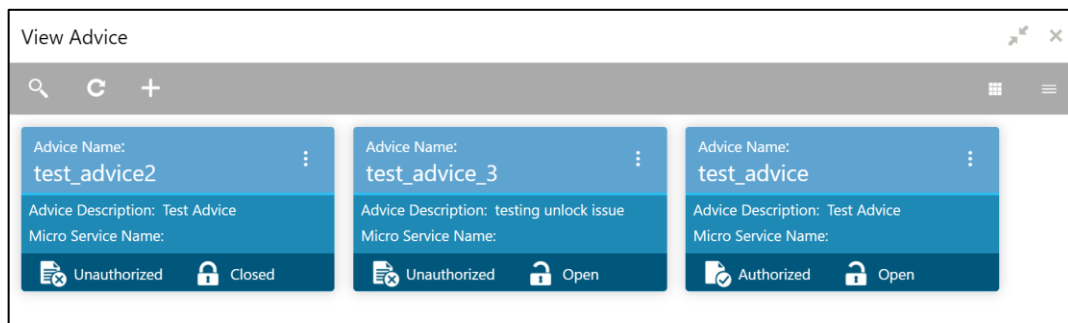 View Advice
Advice Name:
test_advice2
Advice Description: Test Advice
Micro Service Name:
Unauthorized Closed
Advice Name:
test_advice_3
Advice Description: testing unlock issue
Micro Service Name:
Unauthorized Open
Advice Name:
test_advice
Advice Description: Test Advice
Micro Service Name:
Authorized Open